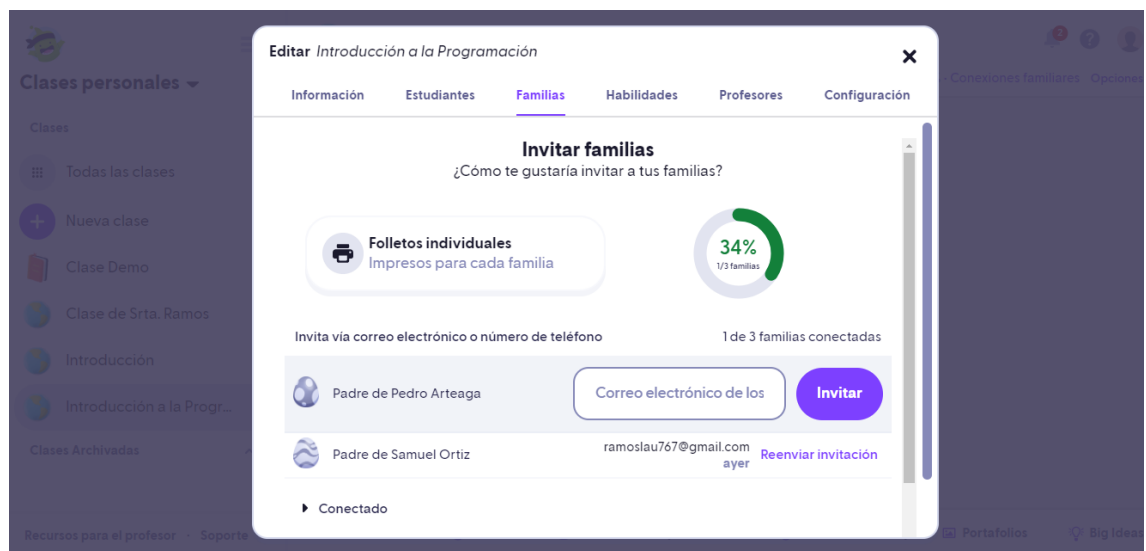 Editar Introducción a la Programación
Clases personales
Conexiones familiares Opciones
2
Información Estudiantes Familias Habilidades Profesores Configuración
Clases
Todas las clases
Nueva clase
Clase Demo
Clase de Srta. Ramos
Introducción
Introducción a la Progr...
Clases Archivadas
Recursos para el profesor · Soporte
Invitar familias
¿Cómo te gustaría invitar a tus familias?
Folletos individuales
Impresos para cada familia
34%
1/3 familias
Invita vía correo electrónico o número de teléfono
1 de 3 familias conectadas
Padre de Pedro Arteaga
Correo electrónico de los
Invitar
Padre de Samuel Ortiz
ramoslau767@gmail.com
ayer
Reenviar invitación
Conectado
Portafolios
Big Ideas